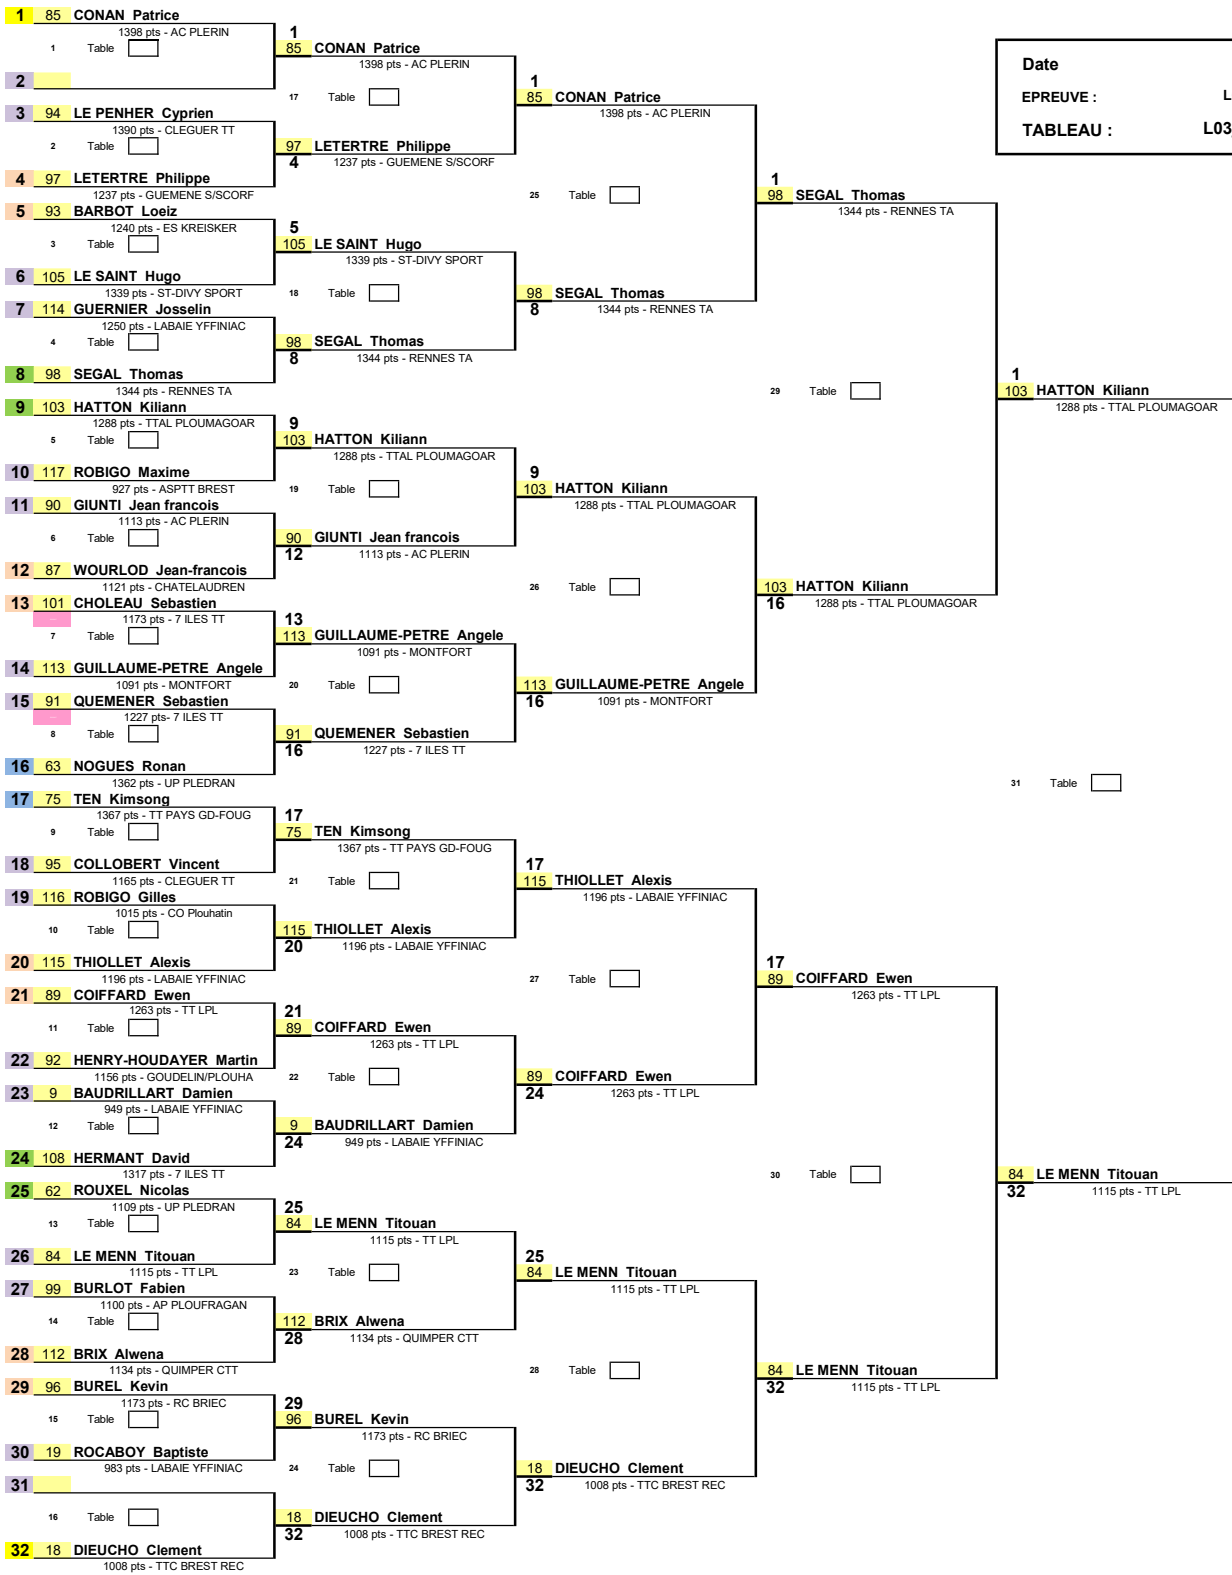 1 85 CONAN Patrice
1398 pts - AC PLERIN
1 Table
2
3 94 LE PENHER Cyprien
1390 pts - CLEGUER TT
2 Table
4 97 LETERTRE Philippe
1237 pts - GUEMENE S/SCORF
5 93 BARBOT Loeiz
1240 pts - ES KREISKER
3 Table
6 105 LE SAINT Hugo
1339 pts - ST-DIVY SPORT
7 114 GUERNIER Josselin
1250 pts - LABAIE YFFINIAC
4 Table
8 98 SEGAL Thomas
1344 pts - RENNES TA
9 103 HATTON Kiliann
1288 pts - TTAL PLOUMAGOAR
5 Table
10 117 ROBIGO Maxime
927 pts - ASPTT BREST
11 90 GIUNTI Jean francois
1113 pts - AC PLERIN
6 Table
12 87 WOURLOD Jean-francois
1121 pts - CHATELAUDREN
13 101 CHOLEAU Sebastien
1173 pts - 7 ILES TT
7 Table
14 113 GUILLAUME-PETRE Angele
1091 pts - MONTFORT
15 91 QUEMENER Sebastien
1227 pts- 7 ILES TT
8 Table
16 63 NOGUES Ronan
1362 pts - UP PLEDRAN
17 75 TEN Kimsong
1367 pts - TT PAYS GD-FOUG
9 Table
18 95 COLLOBERT Vincent
1165 pts - CLEGUER TT
19 116 ROBIGO Gilles
1015 pts - CO Plouhatin
10 Table
20 115 THIOLLET Alexis
1196 pts - LABAIE YFFINIAC
21 89 COIFFARD Ewen
1263 pts - TT LPL
11 Table
22 92 HENRY-HOUDAYER Martin
1156 pts - GOUDELIN/PLOUHA
23 9 BAUDRILLART Damien
949 pts - LABAIE YFFINIAC
12 Table
24 108 HERMANT David
1317 pts - 7 ILES TT
25 62 ROUXEL Nicolas
1109 pts - UP PLEDRAN
13 Table
26 84 LE MENN Titouan
1115 pts - TT LPL
27 99 BURLOT Fabien
1100 pts - AP PLOUFRAGAN
14 Table
28 112 BRIX Alwena
1134 pts - QUIMPER CTT
29 96 BUREL Kevin
1173 pts - RC BRIEC
15 Table
30 19 ROCABOY Baptiste
983 pts - LABAIE YFFINIAC
31
16 Table
32 18 DIEUCHO Clement
1008 pts - TTC BREST REC
1
85 CONAN Patrice
1398 pts - AC PLERIN
17 Table
97 LETERTRE Philippe
4 1237 pts - GUEMENE S/SCORF
5
105 LE SAINT Hugo
1339 pts - ST-DIVY SPORT
18 Table
98 SEGAL Thomas
8 1344 pts - RENNES TA
9
103 HATTON Kiliann
1288 pts - TTAL PLOUMAGOAR
19 Table
90 GIUNTI Jean francois
12 1113 pts - AC PLERIN
13
113 GUILLAUME-PETRE Angele
1091 pts - MONTFORT
20 Table
91 QUEMENER Sebastien
16 1227 pts - 7 ILES TT
17
75 TEN Kimsong
1367 pts - TT PAYS GD-FOUG
21 Table
115 THIOLLET Alexis
20 1196 pts - LABAIE YFFINIAC
21
89 COIFFARD Ewen
1263 pts - TT LPL
22 Table
9 BAUDRILLART Damien
24 949 pts - LABAIE YFFINIAC
25
84 LE MENN Titouan
1115 pts - TT LPL
23 Table
112 BRIX Alwena
28 1134 pts - QUIMPER CTT
29
96 BUREL Kevin
1173 pts - RC BRIEC
24 Table
18 DIEUCHO Clement
32 1008 pts - TTC BREST REC
1
85 CONAN Patrice
1398 pts - AC PLERIN
25 Table
98 SEGAL Thomas
8 1344 pts - RENNES TA
9
103 HATTON Kiliann
1288 pts - TTAL PLOUMAGOAR
26 Table
113 GUILLAUME-PETRE Angele
16 1091 pts - MONTFORT
17
115 THIOLLET Alexis
1196 pts - LABAIE YFFINIAC
27 Table
89 COIFFARD Ewen
24 1263 pts - TT LPL
25
84 LE MENN Titouan
1115 pts - TT LPL
28 Table
18 DIEUCHO Clement
32 1008 pts - TTC BREST REC
1
98 SEGAL Thomas
1344 pts - RENNES TA
29 Table
103 HATTON Kiliann
16 1288 pts - TTAL PLOUMAGOAR
17
89 COIFFARD Ewen
1263 pts - TT LPL
30 Table
84 LE MENN Titouan
32 1115 pts - TT LPL
Date
EPREUVE : L
TABLEAU : L03
1
103 HATTON Kiliann
1288 pts - TTAL PLOUMAGOAR
31 Table
84 LE MENN Titouan
32 1115 pts - TT LPL